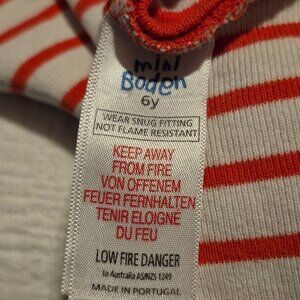 mini
Boden
6y
WEAR SNUG FITTING
NOT FLAME RESISTANT
KEEP AWAY
FROM FIRE
VON OFFENEM
FEUER FERNHALTEN
TENIR ELOIGNÉ
DU FEU
LOW FIRE DANGER
to Australia AS/NZS 1249
MADE IN PORTUGAL